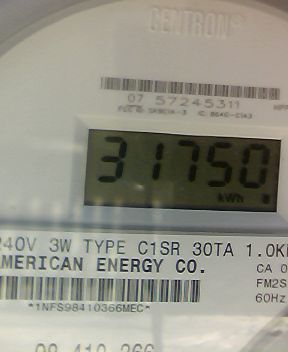 CENTRON®
07 57245311
31750
kWh
240V 3W TYPE C1SR 30TA 1.0K
AMERICAN ENERGY CO.
CA 0
FM2S
60Hz
*1NFS98410366MEC*